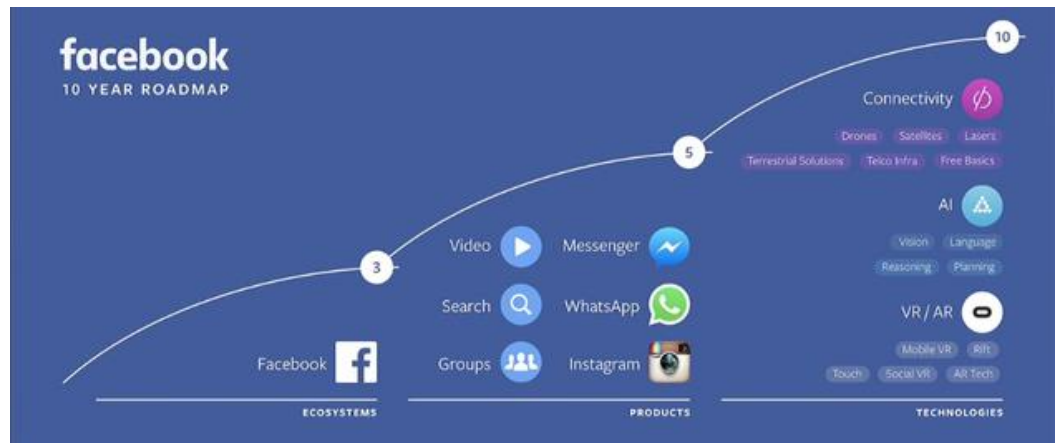 facebook
10 YEAR ROADMAP
10
Connectivity
Drones Satellites Lasers
Terrestrial Solutions Telco Infra Free Basics
5
AI
Vision Language
Reasoning Planning
Video Messenger
3
Search WhatsApp
VR / AR
Mobile VR Rift
Facebook f Groups Instagram
Touch Social VR AR Tech
ECOSYSTEMS PRODUCTS TECHNOLOGIES